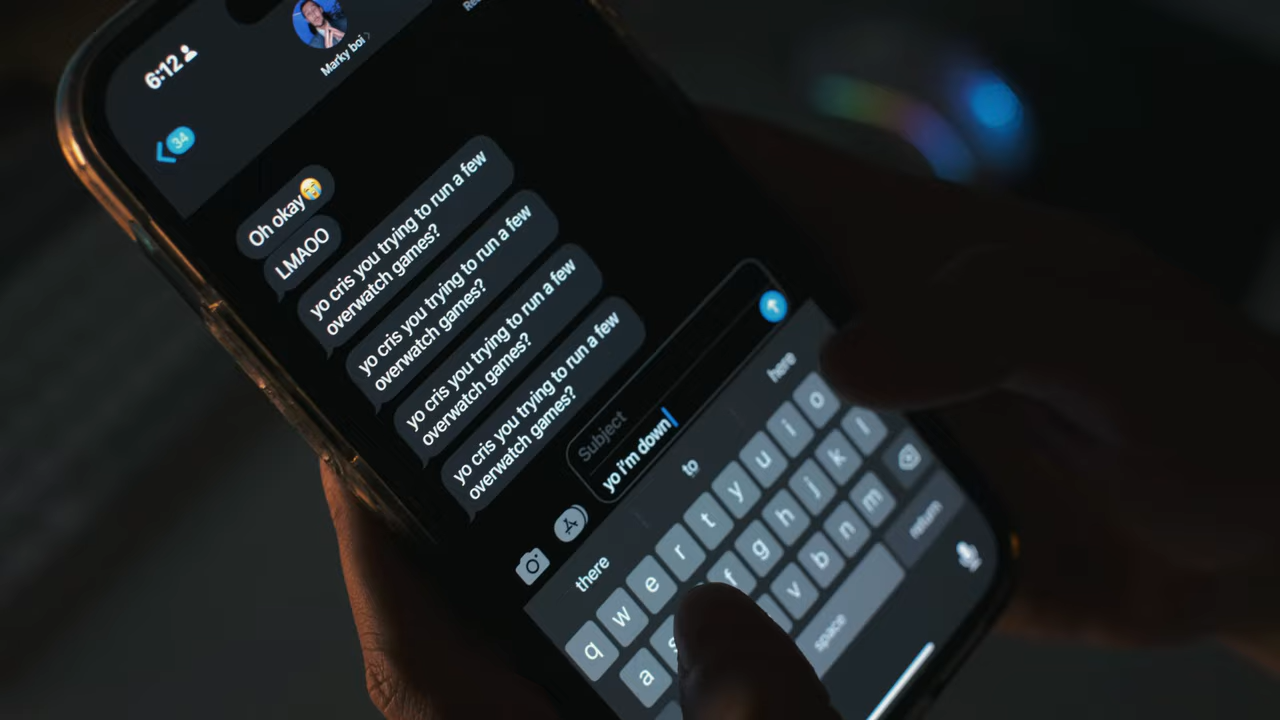 6:12
Marky boi
34
Oh okay😭
LMAOO
yo cris you trying to run a few
overwatch games?
yo cris you trying to run a few
overwatch games?
yo cris you trying to run a few
overwatch games?
yo cris you trying to run a few
overwatch games?
Subject
yo i'm down
there
to
here
q w e r t y u i o
a f g h j k l
v b n m
space
return